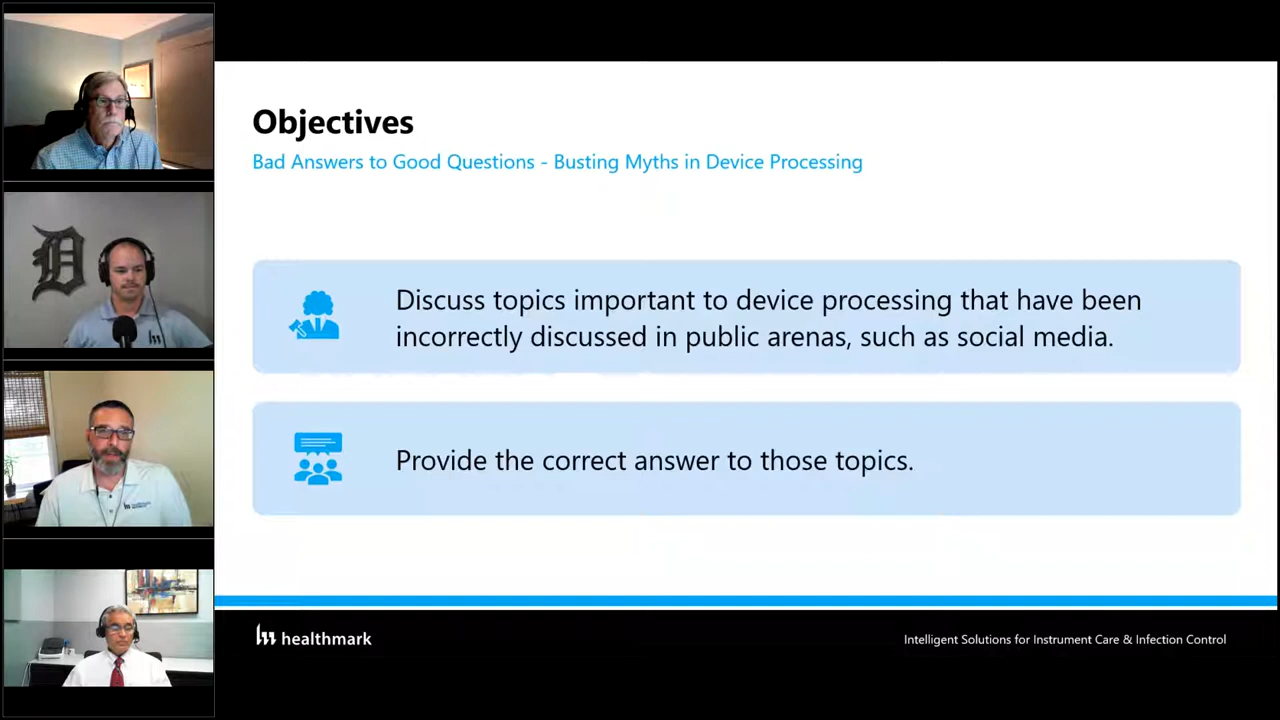 Objectives
Bad Answers to Good Questions - Busting Myths in Device Processing
Discuss topics important to device processing that have been
incorrectly discussed in public arenas, such as social media.
Provide the correct answer to those topics.
healthmark
Intelligent Solutions for Instrument Care & Infection Control